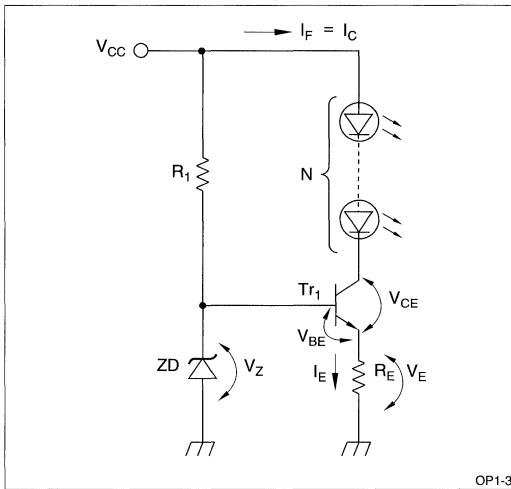 I_F = I_C
V_CC
R_1
N
Tr_1
V_CE
V_BE
ZD
V_Z
I_E
R_E
V_E
OP1-3